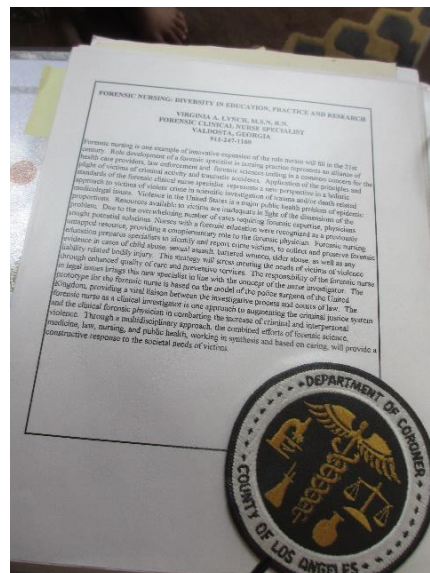 FORENSIC NURSING: DIVERSITY IN EDUCATION, PRACTICE AND RESEARCH
VIRGINIA A. LYNCH, M.S.N, R.N.
FORENSIC CLINICAL NURSE SPECIALIST
VALDOSTA, GEORGIA
Forensic nursing is one example of innovative expansion of the role nurses will fill in the 21st
century. Role development of a forensic specialist in nursing practice represents an alliance of
health care providers, law enforcement and forensic sciences uniting in a common concern for the
plight of victims of criminal activity and traumatic accidents. Application of the principles and
standards of the forensic clinical nurse specialist represents a new perspective in a holistic
approach to victims of violent crime in scientific investigation of trauma and/or death related
medicolegal issues. Violence in the United States is a major public health problem of epidemic
proportions. Resources available to victims are inadequate in light of the dimensions of the
problem. Due to the overwhelming number of cases requiring forensic expertise, physicians
sought potential solutions. Nurses with a forensic education were recognized as a previously
untapped resource, providing a complementary role to the forensic physician. Forensic nursing
education prepares specialists to identify and report crime victims, to collect and preserve forensic
evidence in cases of child abuse, sexual assault, battered women, elder abuse as well as any
liability related bodily injury. This strategy will stress meeting the needs of victims of violence
through enhanced quality of care and preventive services. The responsibility of the forensic nurse
in legal issues brings this new specialist in line with the concept of the nurse investigator. The
prototype for the forensic nurse is based on the model of the police surgeon of the United
Kingdom, providing a vital liaison between the investigative process and courts of law. The
forensic nurse as a clinical investigator is one approach to augmenting the criminal justice system
and the clinical forensic physician in combatting the increase of criminal and interpersonal
violence. Through a multidisciplinary approach, the combined efforts of forensic science,
medicine, law, nursing, and public health, working in synthesis and based on caring, will provide a
constructive response to the societal needs of victims.
DEPARTMENT OF CORONER
COUNTY OF LOS ANGELES